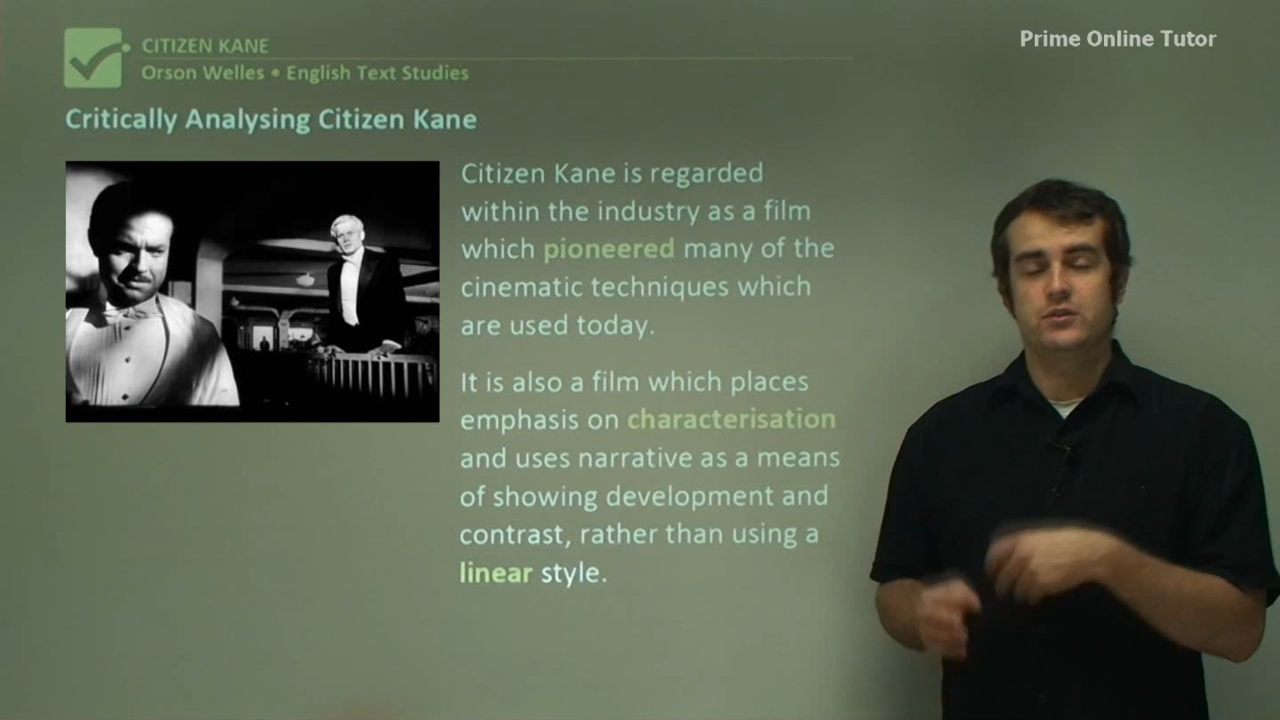 CITIZEN KANE
Orson Welles • English Text Studies
Prime Online Tutor
Critically Analysing Citizen Kane
Citizen Kane is regarded
within the industry as a film
which pioneered many of the
cinematic techniques which
are used today.
It is also a film which places
emphasis on characterisation
and uses narrative as a means
of showing development and
contrast, rather than using a
linear style.